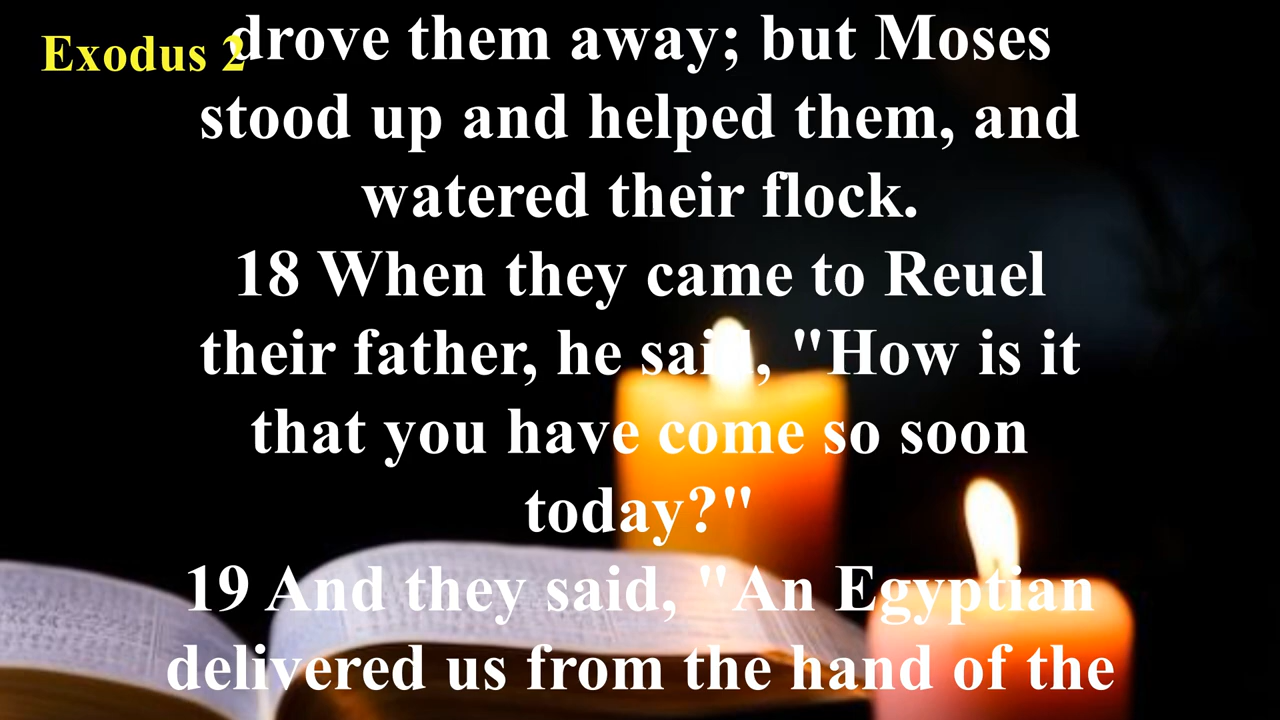 Exodus 2
drove them away; but Moses
stood up and helped them, and
watered their flock.
18 When they came to Reuel
their father, he said, "How is it
that you have come so soon
today?"
19 And they said, "An Egyptian
delivered us from the hand of the